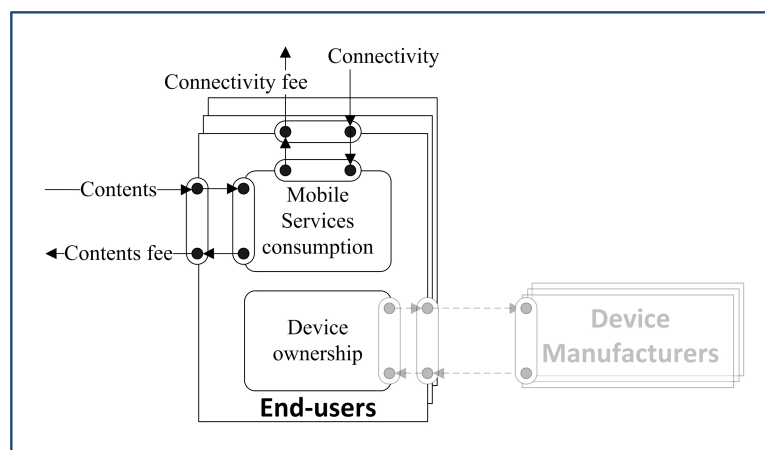 Connectivity
Connectivity fee
Contents
Mobile
Services
consumption
Contents fee
Device
ownership
Device
Manufacturers
End-users